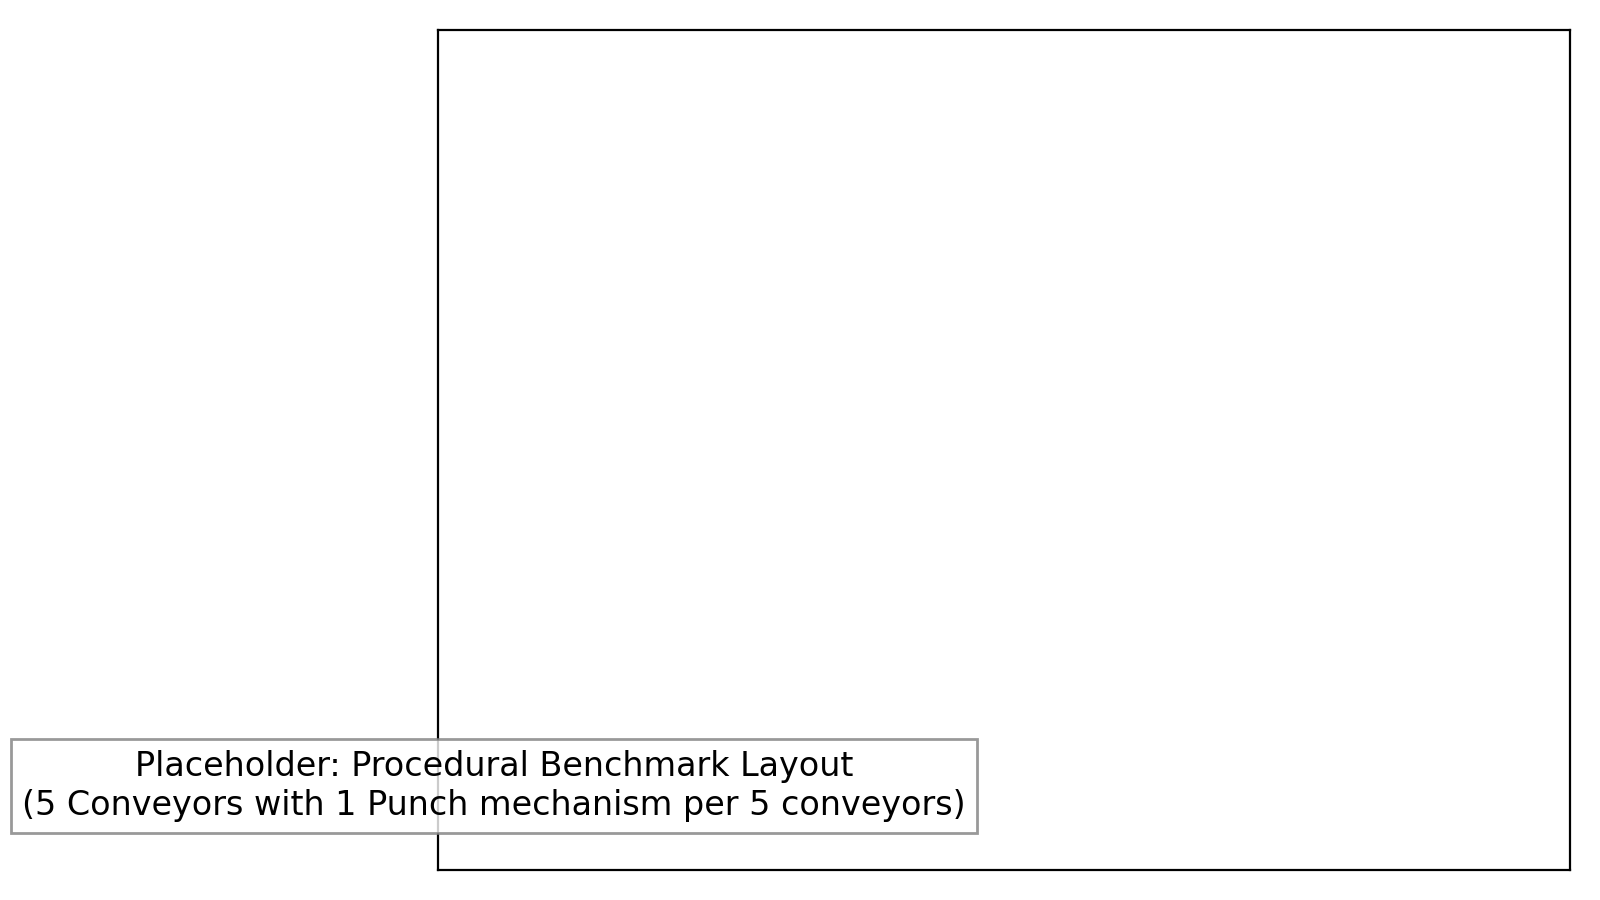 Placeholder: Procedural Benchmark Layout
(5 Conveyors with 1 Punch mechanism per 5 conveyors)